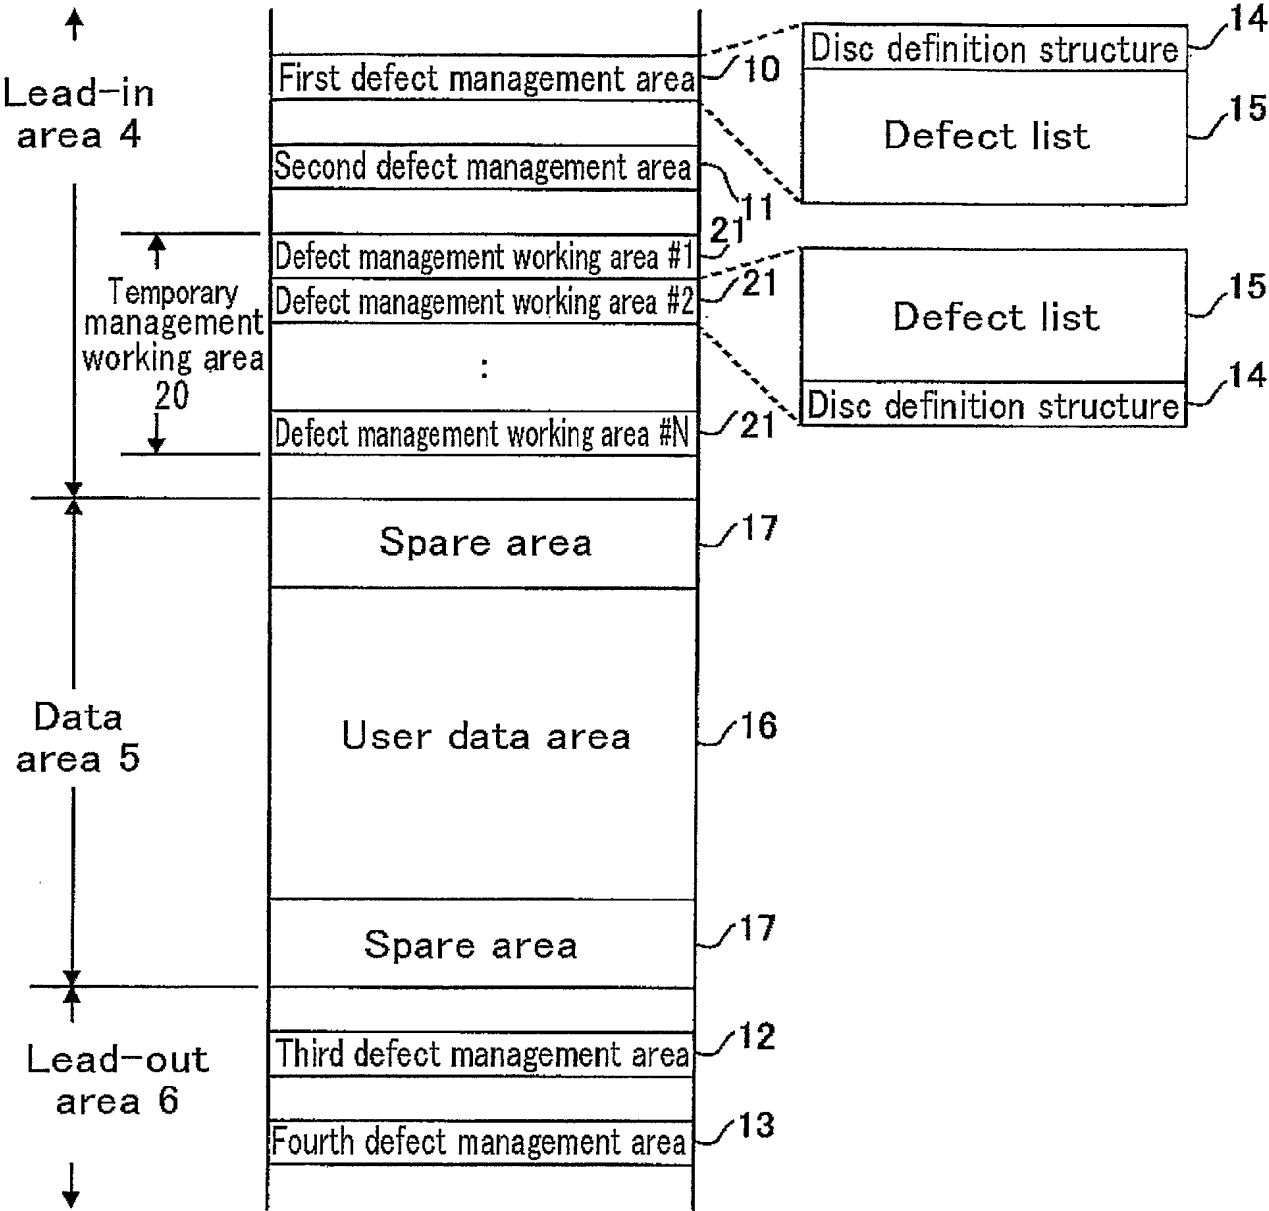 Lead-in
area 4
First defect management area
10
Disc definition structure
14
Defect list
15
Second defect management area
11
Temporary
management
working area
20
Defect management working area #1
21
Defect management working area #2
21
:
Defect management working area #N
21
Defect list
15
Disc definition structure
14
Data
area 5
Spare area
17
User data area
16
Spare area
17
Lead-out
area 6
Third defect management area
12
Fourth defect management area
13